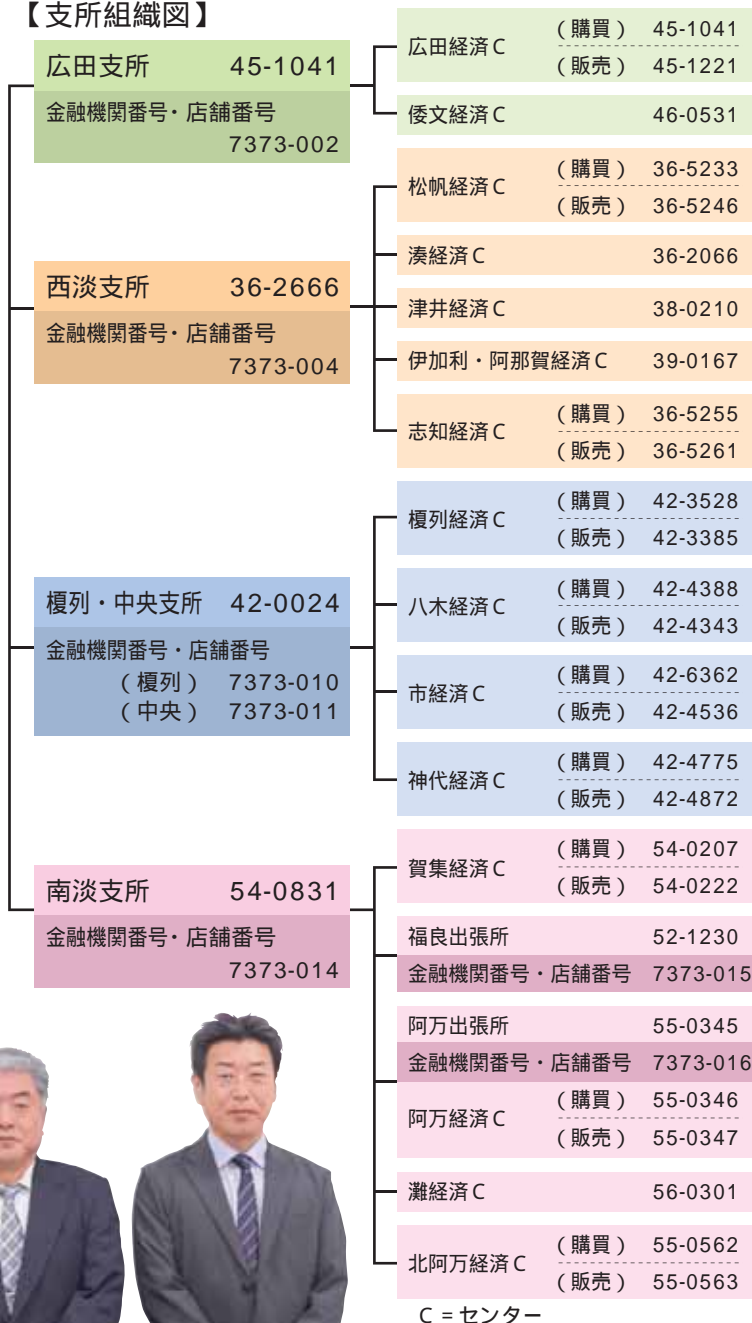 【支所組織図】
広田支所 45-1041
金融機関番号・店舗番号
7373-002
広田経済C (購買) 45-1041
(販売) 45-1221
倭文経済C 46-0531
西淡支所 36-2666
金融機関番号・店舗番号
7373-004
松帆経済C (購買) 36-5233
(販売) 36-5246
湊経済C 36-2066
津井経済C 38-0210
伊加利・阿那賀経済C 39-0167
志知経済C (購買) 36-5255
(販売) 36-5261
榎列・中央支所 42-0024
金融機関番号・店舗番号
(榎列) 7373-010
(中央) 7373-011
榎列経済C (購買) 42-3528
(販売) 42-3385
八木経済C (購買) 42-4388
(販売) 42-4343
市経済C (購買) 42-6362
(販売) 42-4536
神代経済C (購買) 42-4775
(販売) 42-4872
南淡支所 54-0831
金融機関番号・店舗番号
7373-014
賀集経済C (購買) 54-0207
(販売) 54-0222
福良出張所 52-1230
金融機関番号・店舗番号 7373-015
阿万出張所 55-0345
金融機関番号・店舗番号 7373-016
阿万経済C (購買) 55-0346
(販売) 55-0347
灘経済C 56-0301
北阿万経済C (購買) 55-0562
(販売) 55-0563
C=センター